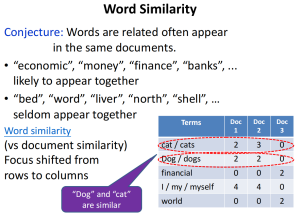 Word Similarity
Conjecture: Words are related often appear
in the same documents.
• “economic”, “money”, “finance”, “banks”, ...
likely to appear together
• “bed”, “word”, “liver”, “north”, “shell”, …
seldom appear together
Word similarity
(vs document similarity)
Focus shifted from
rows to columns
"Dog" and "cat"
are similar
Terms Doc 1 Doc 2 Doc 3
cat / cats 2 3 0
Dog / dogs 2 2 0
financial 0 0 2
I / my / myself 4 4 0
world 0 0 2